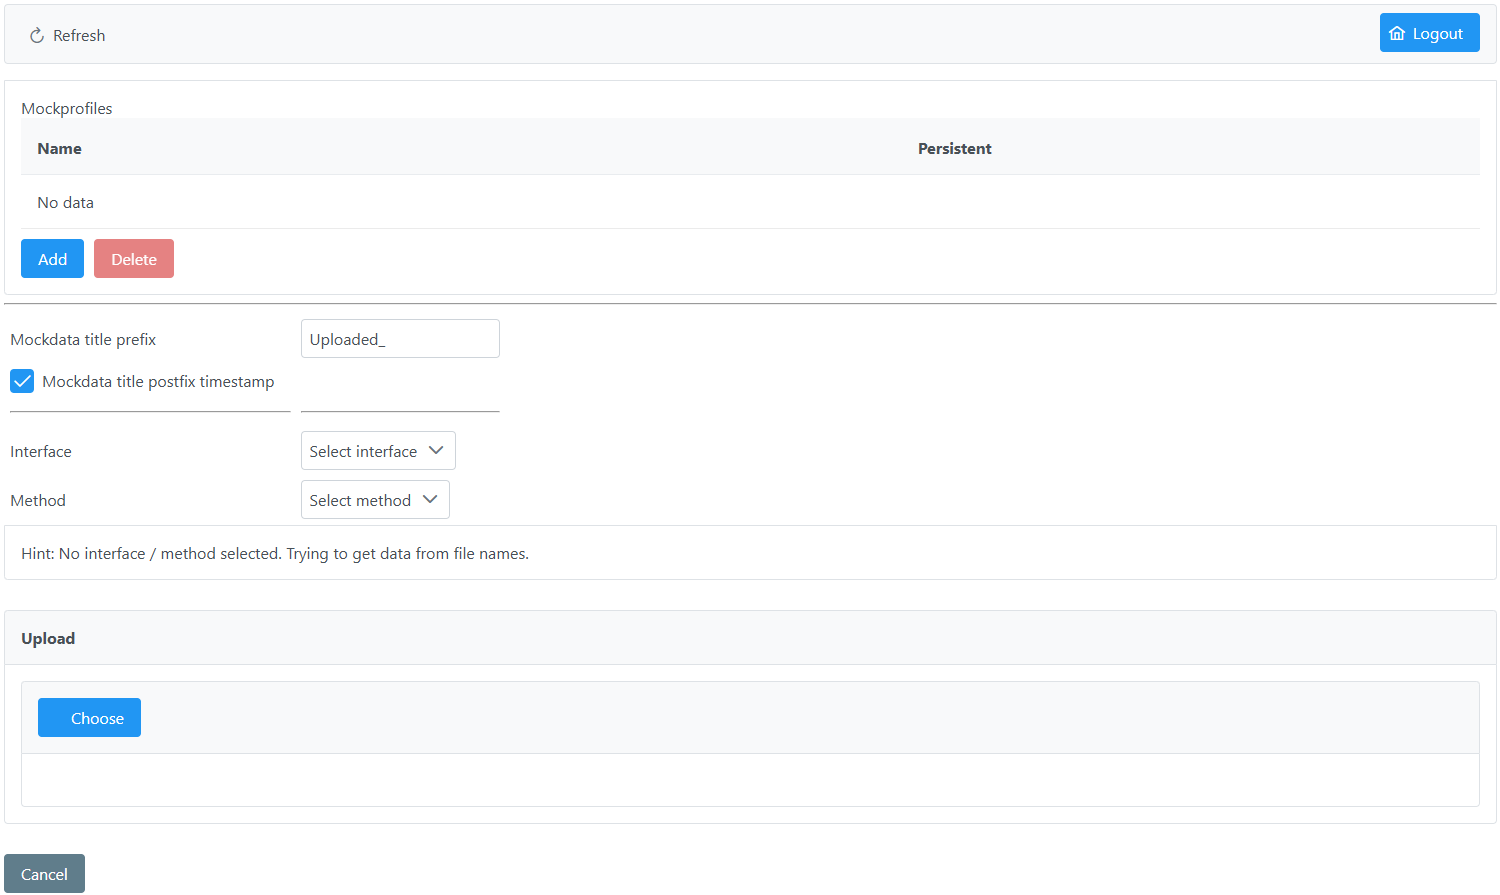 Refresh
Logout
Mockprofiles
Name Persistent
No data
Add Delete
Mockdata title prefix Uploaded_
Mockdata title postfix timestamp
Interface Select interface
Method Select method
Hint: No interface / method selected. Trying to get data from file names.
Upload
Choose
Cancel